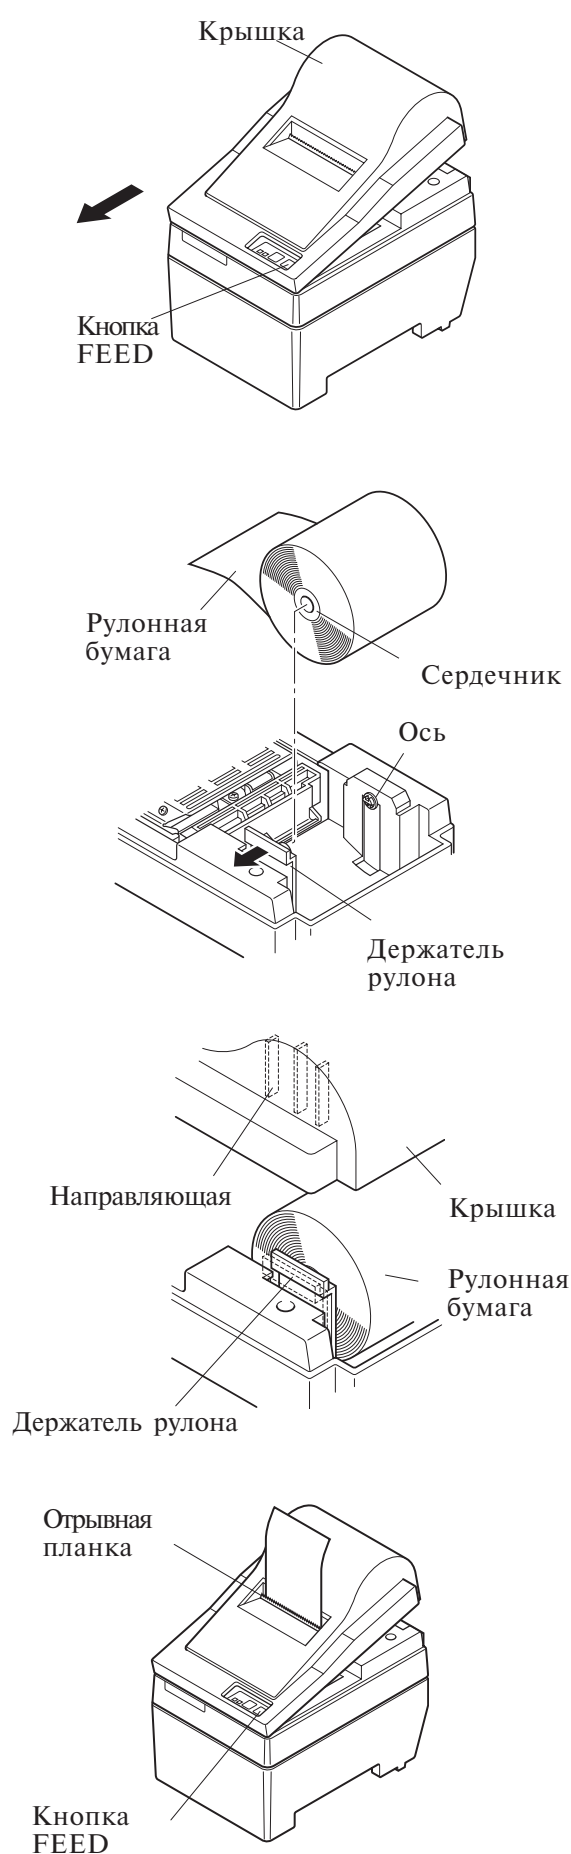 Крышка
Кнопка
FEED
Рулонная
бумага
Сердечник
Ось
Держатель
рулона
Направляющая
Крышка
Рулонная
бумага
Держатель рулона
Отрывная
планка
Кнопка
FEED